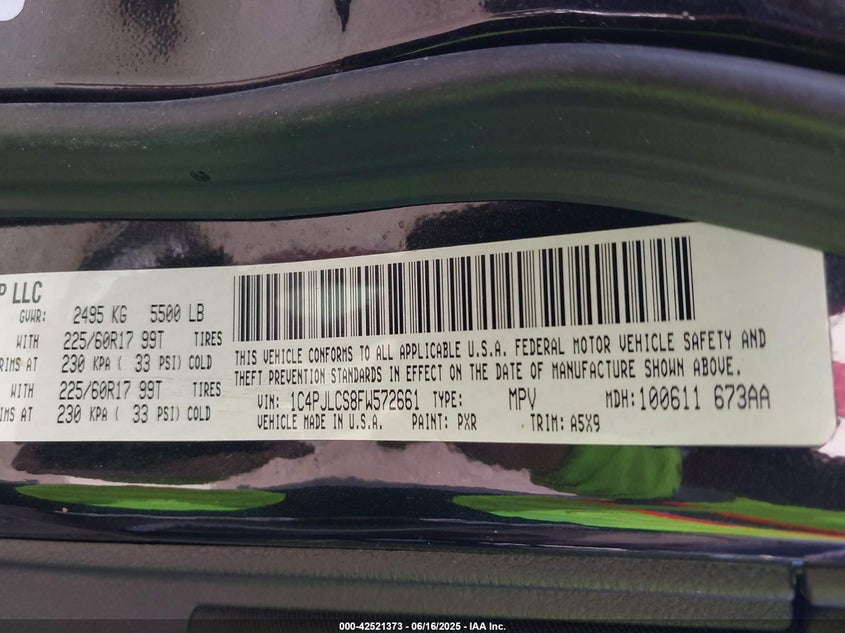 P LLC
GVWR: 2495 KG 5500 LB
WITH 225/60R17 99T TIRES
RIMS AT 230 KPA ( 33 PSI) COLD
WITH 225/60R17 99T TIRES
RIMS AT 230 KPA ( 33 PSI) COLD
THIS VEHICLE CONFORMS TO ALL APPLICABLE U.S.A. FEDERAL MOTOR VEHICLE SAFETY AND
THEFT PREVENTION STANDARDS IN EFFECT ON THE DATE OF MANUFACTURE SHOWN ABOVE.
VIN: 1C4PJLCS8FW572661 TYPE: MPV MDH: 100611 673AA
VEHICLE MADE IN U.S.A. PAINT: PXR TRIM: A5X9
000-42521373 - 06/16/2025 - IAA Inc.